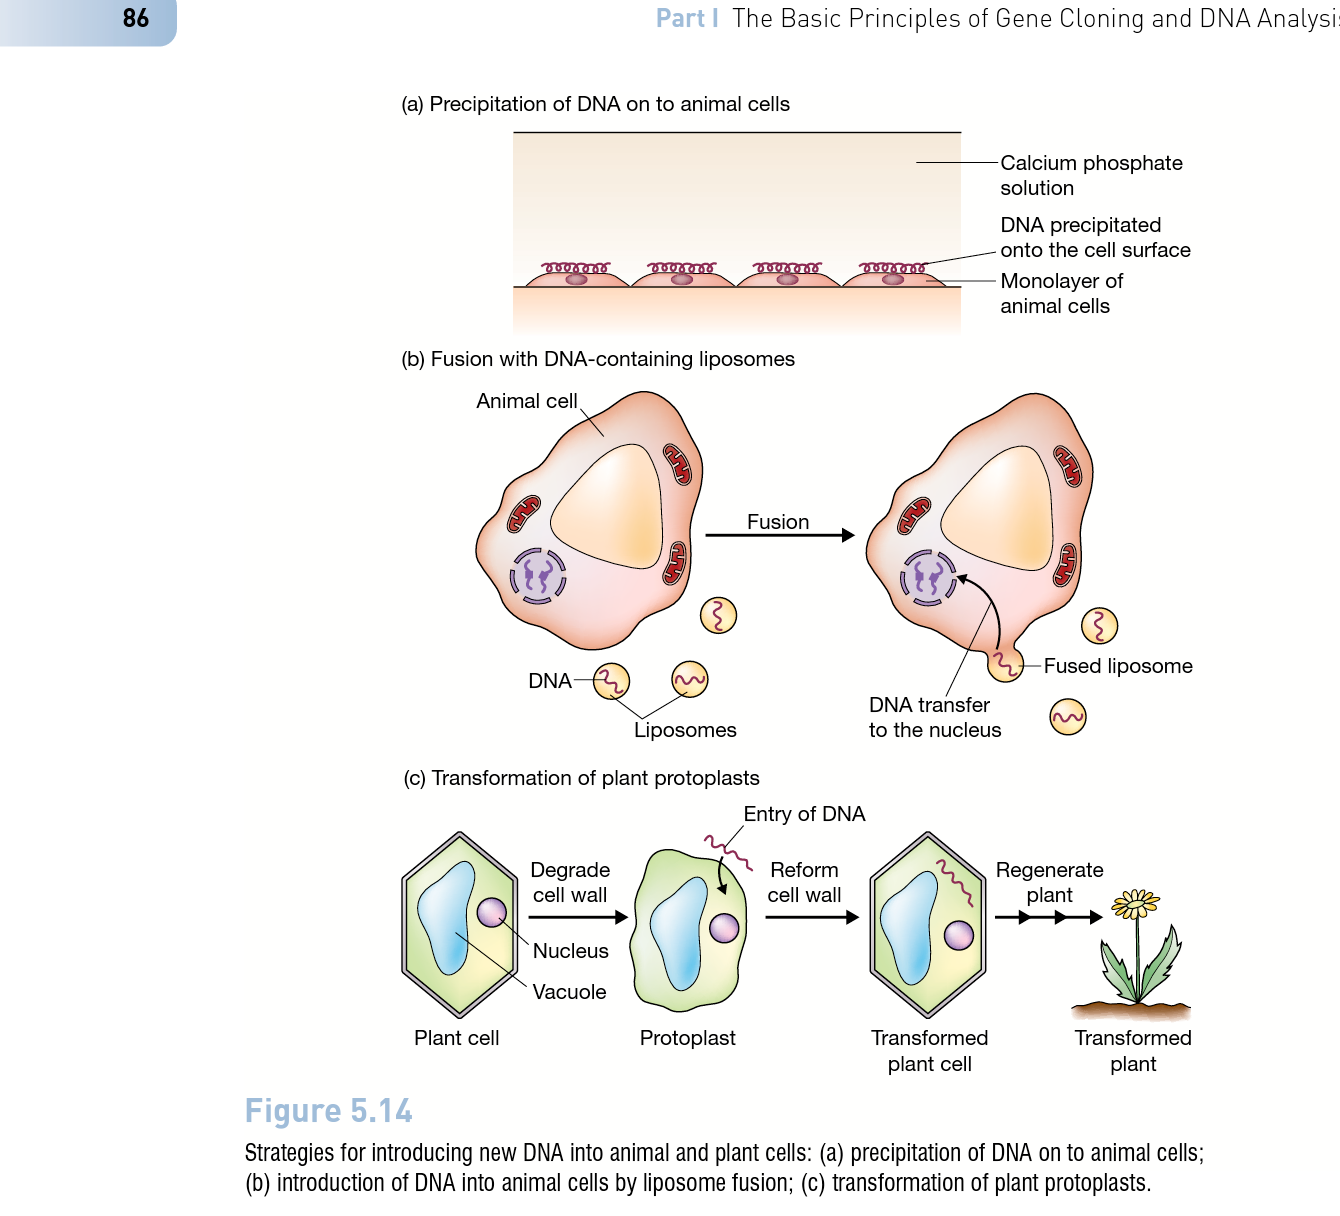 86
Part I The Basic Principles of Gene Cloning and DNA Analysis
(a) Precipitation of DNA on to animal cells
Calcium phosphate
solution
DNA precipitated
onto the cell surface
Monolayer of
animal cells
(b) Fusion with DNA-containing liposomes
Animal cell
Fusion
DNA
Liposomes
Fused liposome
DNA transfer
to the nucleus
(c) Transformation of plant protoplasts
Entry of DNA
Degrade
cell wall
Reform
cell wall
Regenerate
plant
Nucleus
Vacuole
Plant cell
Protoplast
Transformed
plant cell
Transformed
plant
Figure 5.14
Strategies for introducing new DNA into animal and plant cells: (a) precipitation of DNA on to animal cells;
(b) introduction of DNA into animal cells by liposome fusion; (c) transformation of plant protoplasts.